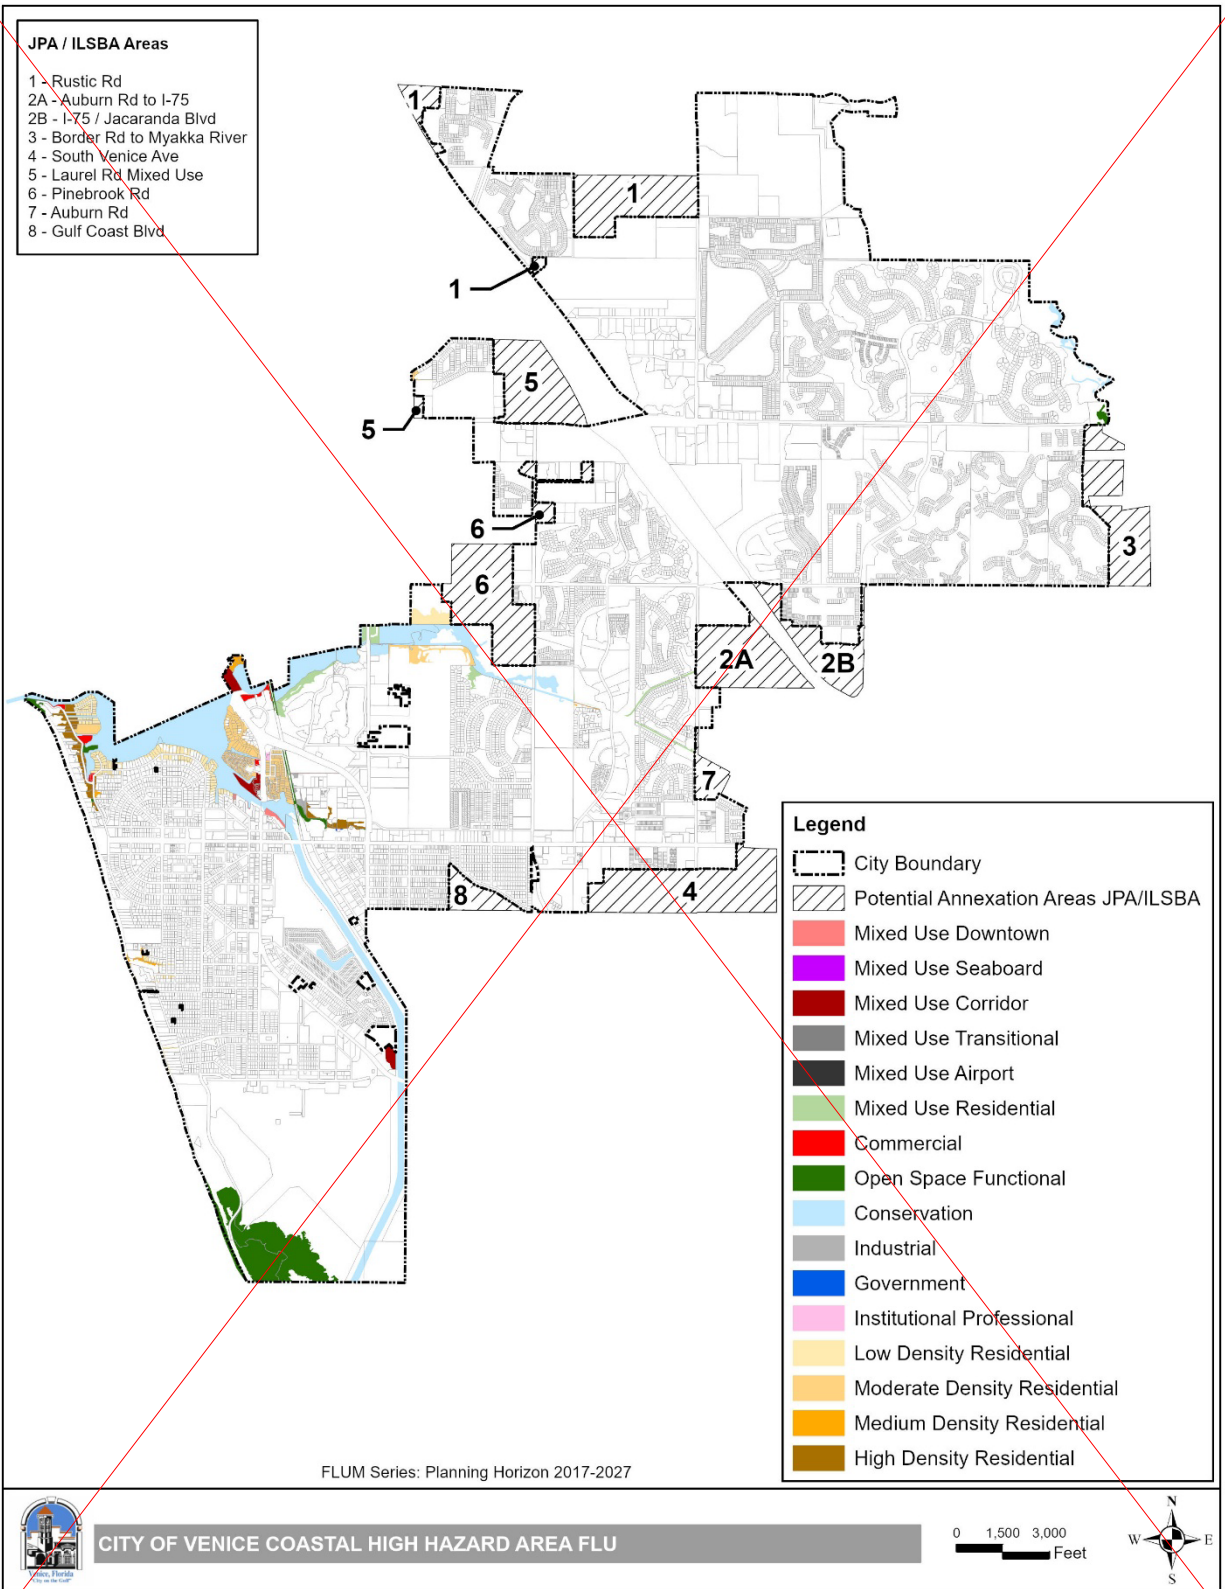 JPA / ILSBA Areas
1 - Rustic Rd
2A - Auburn Rd to I-75
2B - I-75 / Jacaranda Blvd
3 - Border Rd to Myakka River
4 - South Venice Ave
5 - Laurel Rd Mixed Use
6 - Pinebrook Rd
7 - Auburn Rd
8 - Gulf Coast Blvd
1
1
1
5
5
6
3
6
2A
2B
7
4
8
Legend
City Boundary
Potential Annexation Areas JPA/ILSBA
Mixed Use Downtown
Mixed Use Seaboard
Mixed Use Corridor
Mixed Use Transitional
Mixed Use Airport
Mixed Use Residential
Commercial
Open Space Functional
Conservation
Industrial
Government
Institutional Professional
Low Density Residential
Moderate Density Residential
Medium Density Residential
High Density Residential
FLUM Series: Planning Horizon 2017-2027
Venice, Florida
"City on the Gulf"
CITY OF VENICE COASTAL HIGH HAZARD AREA FLU
0 1,500 3,000
Feet
N
W E
S